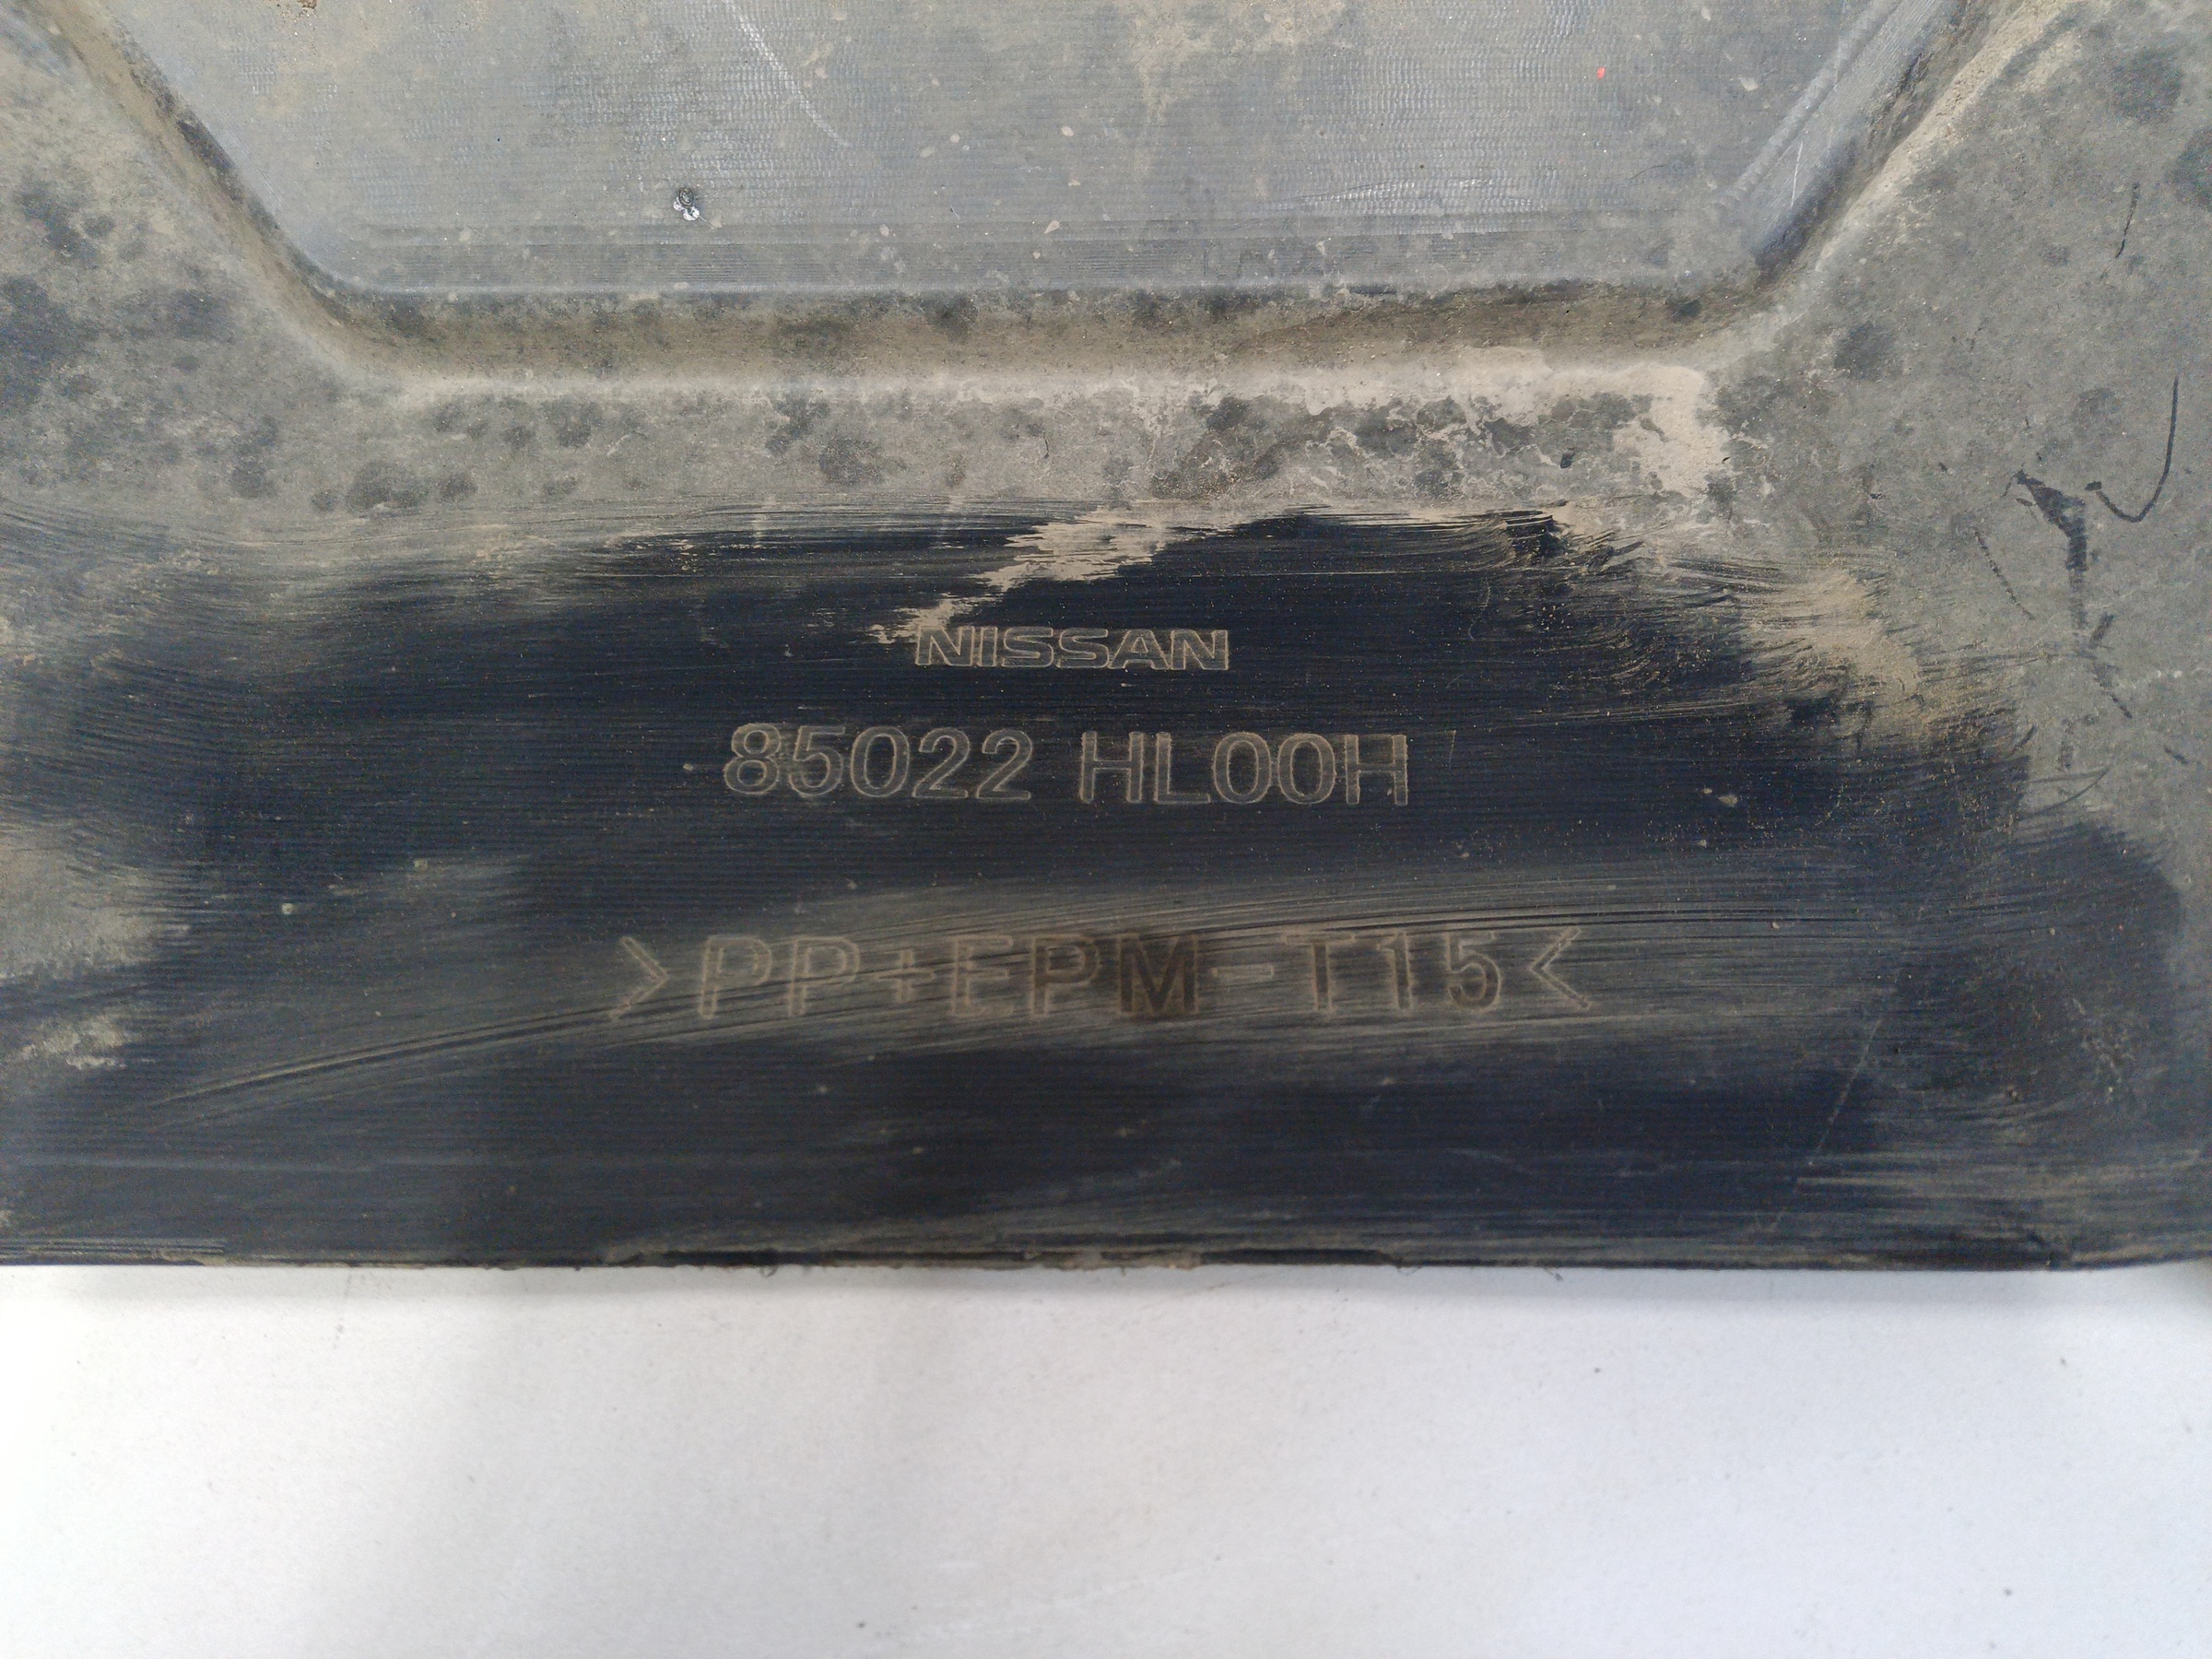 NISSAN
85022 HL00H
>PP+EPM-T15<